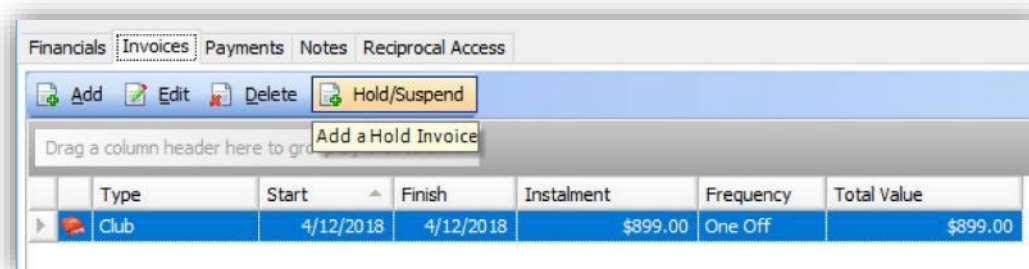 Financials Invoices Payments Notes Reciprocal Access
Add Edit Delete Hold/Suspend
Add a Hold Invoice
Drag a column header here to
Type Start Finish Instalment Frequency Total Value
Club 4/12/2018 4/12/2018 $899.00 One Off $899.00